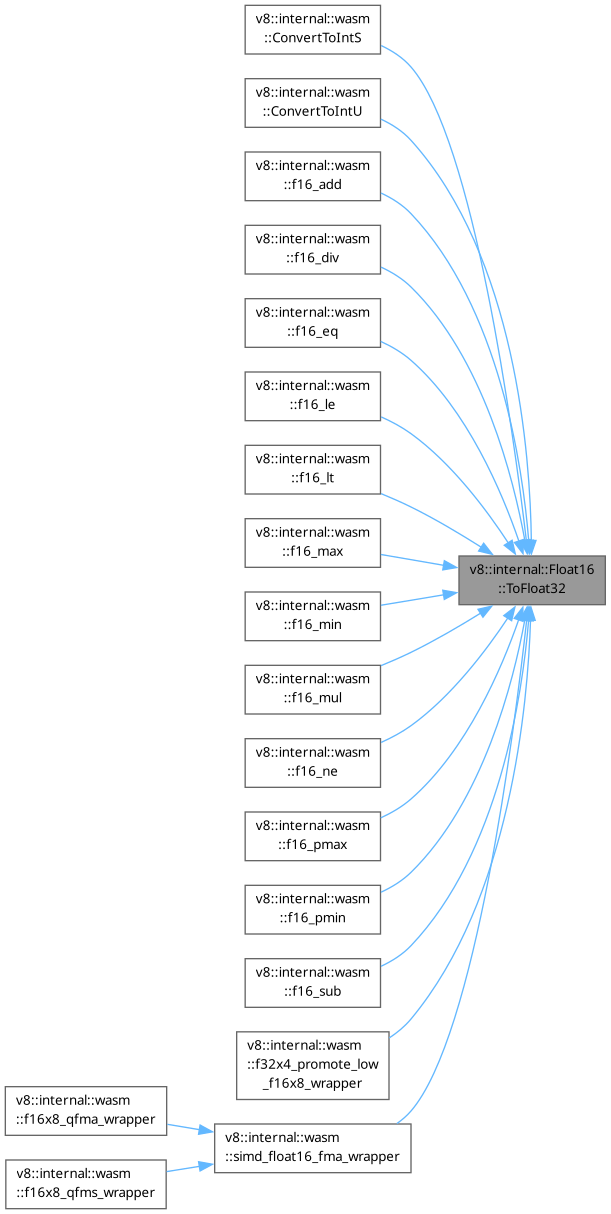 v8::internal::wasm
::ConvertToIntS
v8::internal::wasm
::ConvertToIntU
v8::internal::wasm
::f16_add
v8::internal::wasm
::f16_div
v8::internal::wasm
::f16_eq
v8::internal::wasm
::f16_le
v8::internal::wasm
::f16_lt
v8::internal::wasm
::f16_max
v8::internal::Float16
::ToFloat32
v8::internal::wasm
::f16_min
v8::internal::wasm
::f16_mul
v8::internal::wasm
::f16_ne
v8::internal::wasm
::f16_pmax
v8::internal::wasm
::f16_pmin
v8::internal::wasm
::f16_sub
v8::internal::wasm
::f32x4_promote_low
_f16x8_wrapper
v8::internal::wasm
::f16x8_qfma_wrapper
v8::internal::wasm
::simd_float16_fma_wrapper
v8::internal::wasm
::f16x8_qfms_wrapper